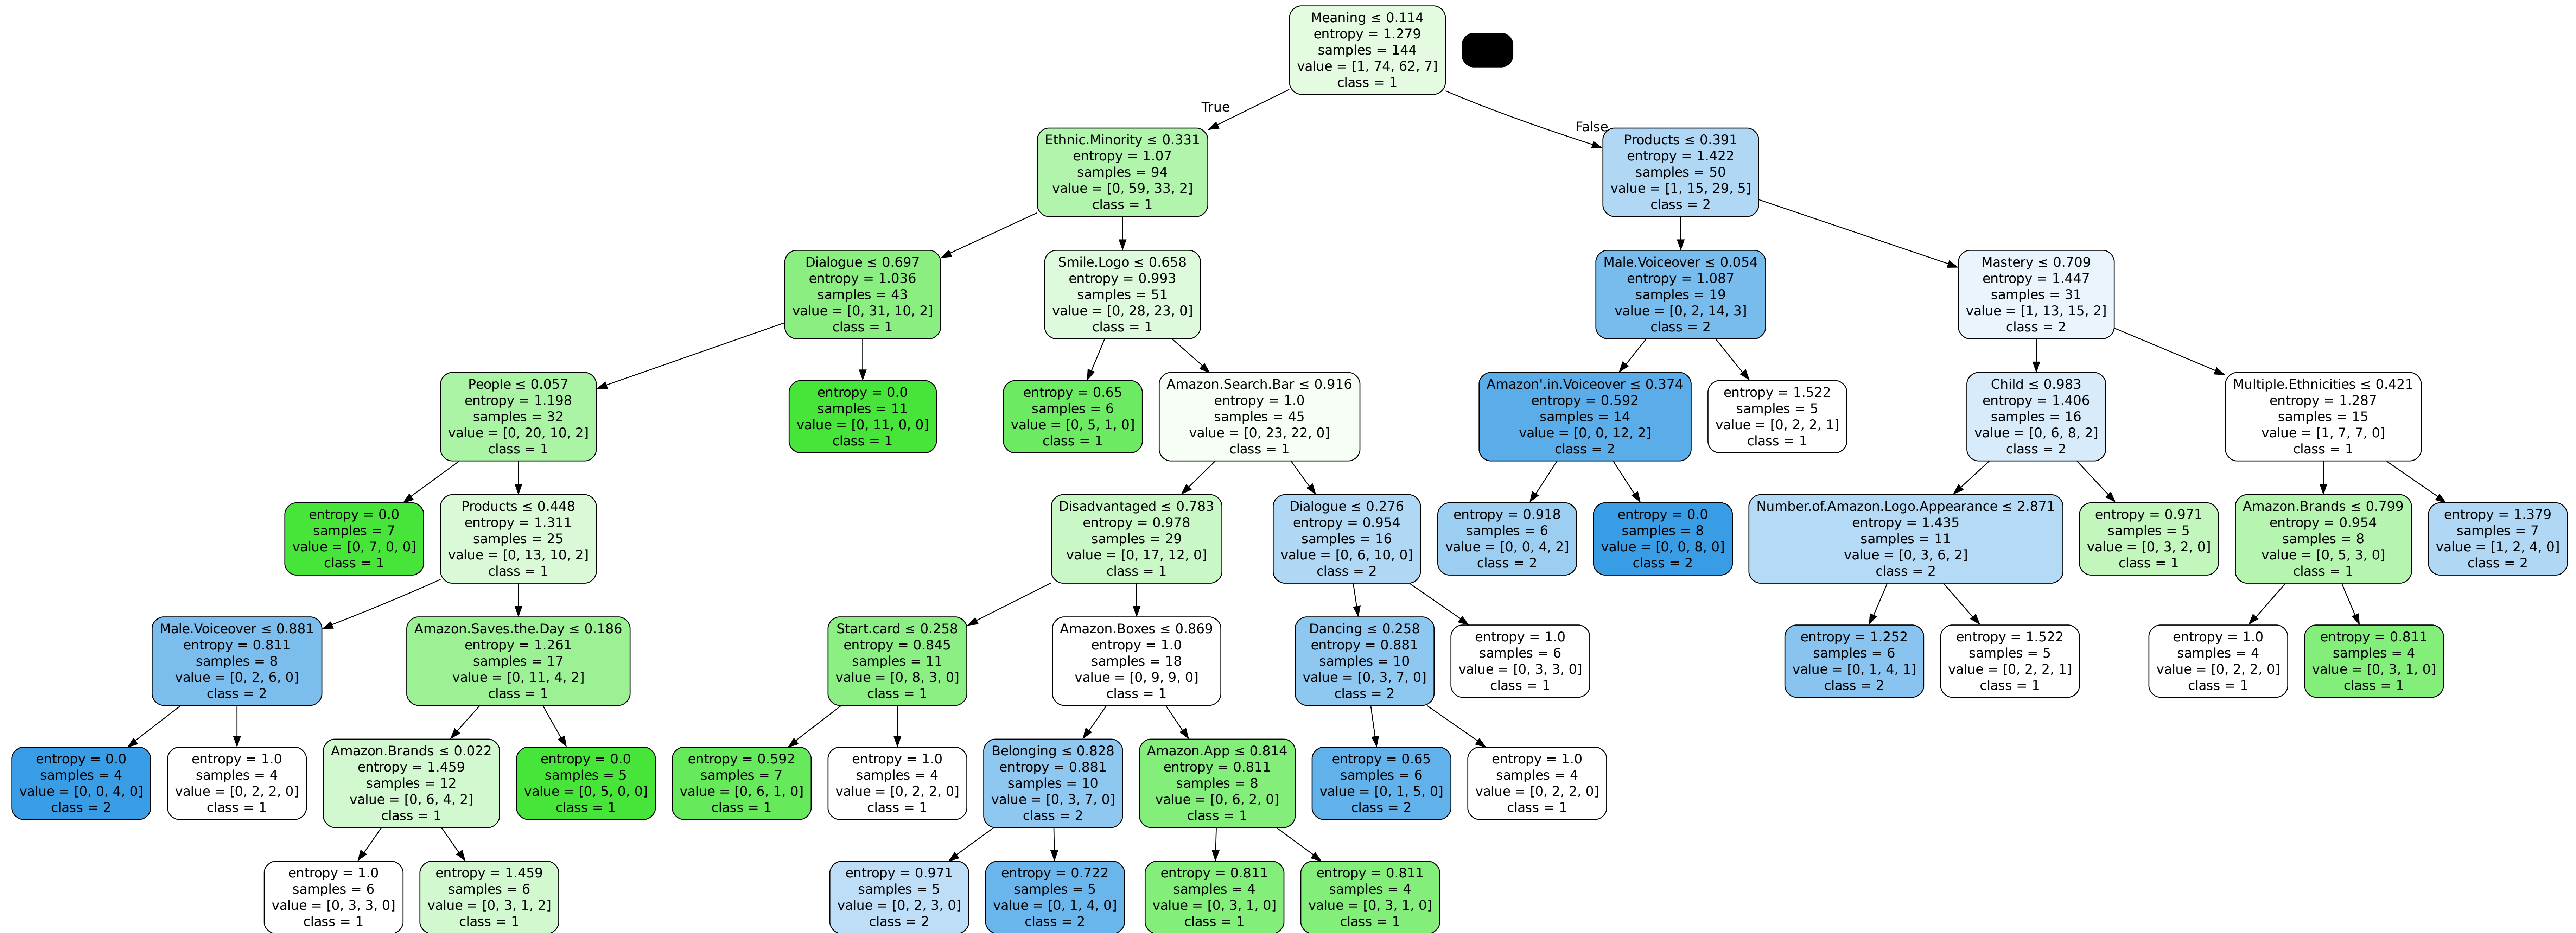 Meaning ≤ 0.114
entropy = 1.279
samples = 144
value = [1, 74, 62, 7]
class = 1
True
False
Ethnic.Minority ≤ 0.331
entropy = 1.07
samples = 94
value = [0, 59, 33, 2]
class = 1
Products ≤ 0.391
entropy = 1.422
samples = 50
value = [1, 15, 29, 5]
class = 2
Dialogue ≤ 0.697
entropy = 1.036
samples = 43
value = [0, 31, 10, 2]
class = 1
Smile.Logo ≤ 0.658
entropy = 0.993
samples = 51
value = [0, 28, 23, 0]
class = 1
Male.Voiceover ≤ 0.054
entropy = 1.087
samples = 19
value = [0, 2, 14, 3]
class = 2
Mastery ≤ 0.709
entropy = 1.447
samples = 31
value = [1, 13, 15, 2]
class = 2
People ≤ 0.057
entropy = 1.198
samples = 32
value = [0, 20, 10, 2]
class = 1
entropy = 0.0
samples = 11
value = [0, 11, 0, 0]
class = 1
entropy = 0.65
samples = 6
value = [0, 5, 1, 0]
class = 1
Amazon.Search.Bar ≤ 0.916
entropy = 1.0
samples = 45
value = [0, 23, 22, 0]
class = 1
Amazon'.in.Voiceover ≤ 0.374
entropy = 0.592
samples = 14
value = [0, 0, 12, 2]
class = 2
entropy = 1.522
samples = 5
value = [0, 2, 2, 1]
class = 1
Child ≤ 0.983
entropy = 1.406
samples = 16
value = [0, 6, 8, 2]
class = 2
Multiple.Ethnicities ≤ 0.421
entropy = 1.287
samples = 15
value = [1, 7, 7, 0]
class = 1
entropy = 0.0
samples = 7
value = [0, 7, 0, 0]
class = 1
Products ≤ 0.448
entropy = 1.311
samples = 25
value = [0, 13, 10, 2]
class = 1
Disadvantaged ≤ 0.783
entropy = 0.978
samples = 29
value = [0, 17, 12, 0]
class = 1
Dialogue ≤ 0.276
entropy = 0.954
samples = 16
value = [0, 6, 10, 0]
class = 2
entropy = 0.918
samples = 6
value = [0, 0, 4, 2]
class = 2
entropy = 0.0
samples = 8
value = [0, 0, 8, 0]
class = 2
Number.of.Amazon.Logo.Appearance ≤ 2.871
entropy = 1.435
samples = 11
value = [0, 3, 6, 2]
class = 2
entropy = 0.971
samples = 5
value = [0, 3, 2, 0]
class = 1
Amazon.Brands ≤ 0.799
entropy = 0.954
samples = 8
value = [0, 5, 3, 0]
class = 1
entropy = 1.379
samples = 7
value = [1, 2, 4, 0]
class = 2
Male.Voiceover ≤ 0.881
entropy = 0.811
samples = 8
value = [0, 2, 6, 0]
class = 2
Amazon.Saves.the.Day ≤ 0.186
entropy = 1.261
samples = 17
value = [0, 11, 4, 2]
class = 1
Start.card ≤ 0.258
entropy = 0.845
samples = 11
value = [0, 8, 3, 0]
class = 1
Amazon.Boxes ≤ 0.869
entropy = 1.0
samples = 18
value = [0, 9, 9, 0]
class = 1
Dancing ≤ 0.258
entropy = 0.881
samples = 10
value = [0, 3, 7, 0]
class = 2
entropy = 1.0
samples = 6
value = [0, 3, 3, 0]
class = 1
entropy = 1.252
samples = 6
value = [0, 1, 4, 1]
class = 2
entropy = 1.522
samples = 5
value = [0, 2, 2, 1]
class = 1
entropy = 1.0
samples = 4
value = [0, 2, 2, 0]
class = 1
entropy = 0.811
samples = 4
value = [0, 3, 1, 0]
class = 1
entropy = 0.0
samples = 4
value = [0, 0, 4, 0]
class = 2
entropy = 1.0
samples = 4
value = [0, 2, 2, 0]
class = 1
Amazon.Brands ≤ 0.022
entropy = 1.459
samples = 12
value = [0, 6, 4, 2]
class = 1
entropy = 0.0
samples = 5
value = [0, 5, 0, 0]
class = 1
entropy = 0.592
samples = 7
value = [0, 6, 1, 0]
class = 1
entropy = 1.0
samples = 4
value = [0, 2, 2, 0]
class = 1
Belonging ≤ 0.828
entropy = 0.881
samples = 10
value = [0, 3, 7, 0]
class = 2
Amazon.App ≤ 0.814
entropy = 0.811
samples = 8
value = [0, 6, 2, 0]
class = 1
entropy = 0.65
samples = 6
value = [0, 1, 5, 0]
class = 2
entropy = 1.0
samples = 4
value = [0, 2, 2, 0]
class = 1
entropy = 1.0
samples = 6
value = [0, 3, 3, 0]
class = 1
entropy = 1.459
samples = 6
value = [0, 3, 1, 2]
class = 1
entropy = 0.971
samples = 5
value = [0, 2, 3, 0]
class = 2
entropy = 0.722
samples = 5
value = [0, 1, 4, 0]
class = 2
entropy = 0.811
samples = 4
value = [0, 3, 1, 0]
class = 1
entropy = 0.811
samples = 4
value = [0, 3, 1, 0]
class = 1